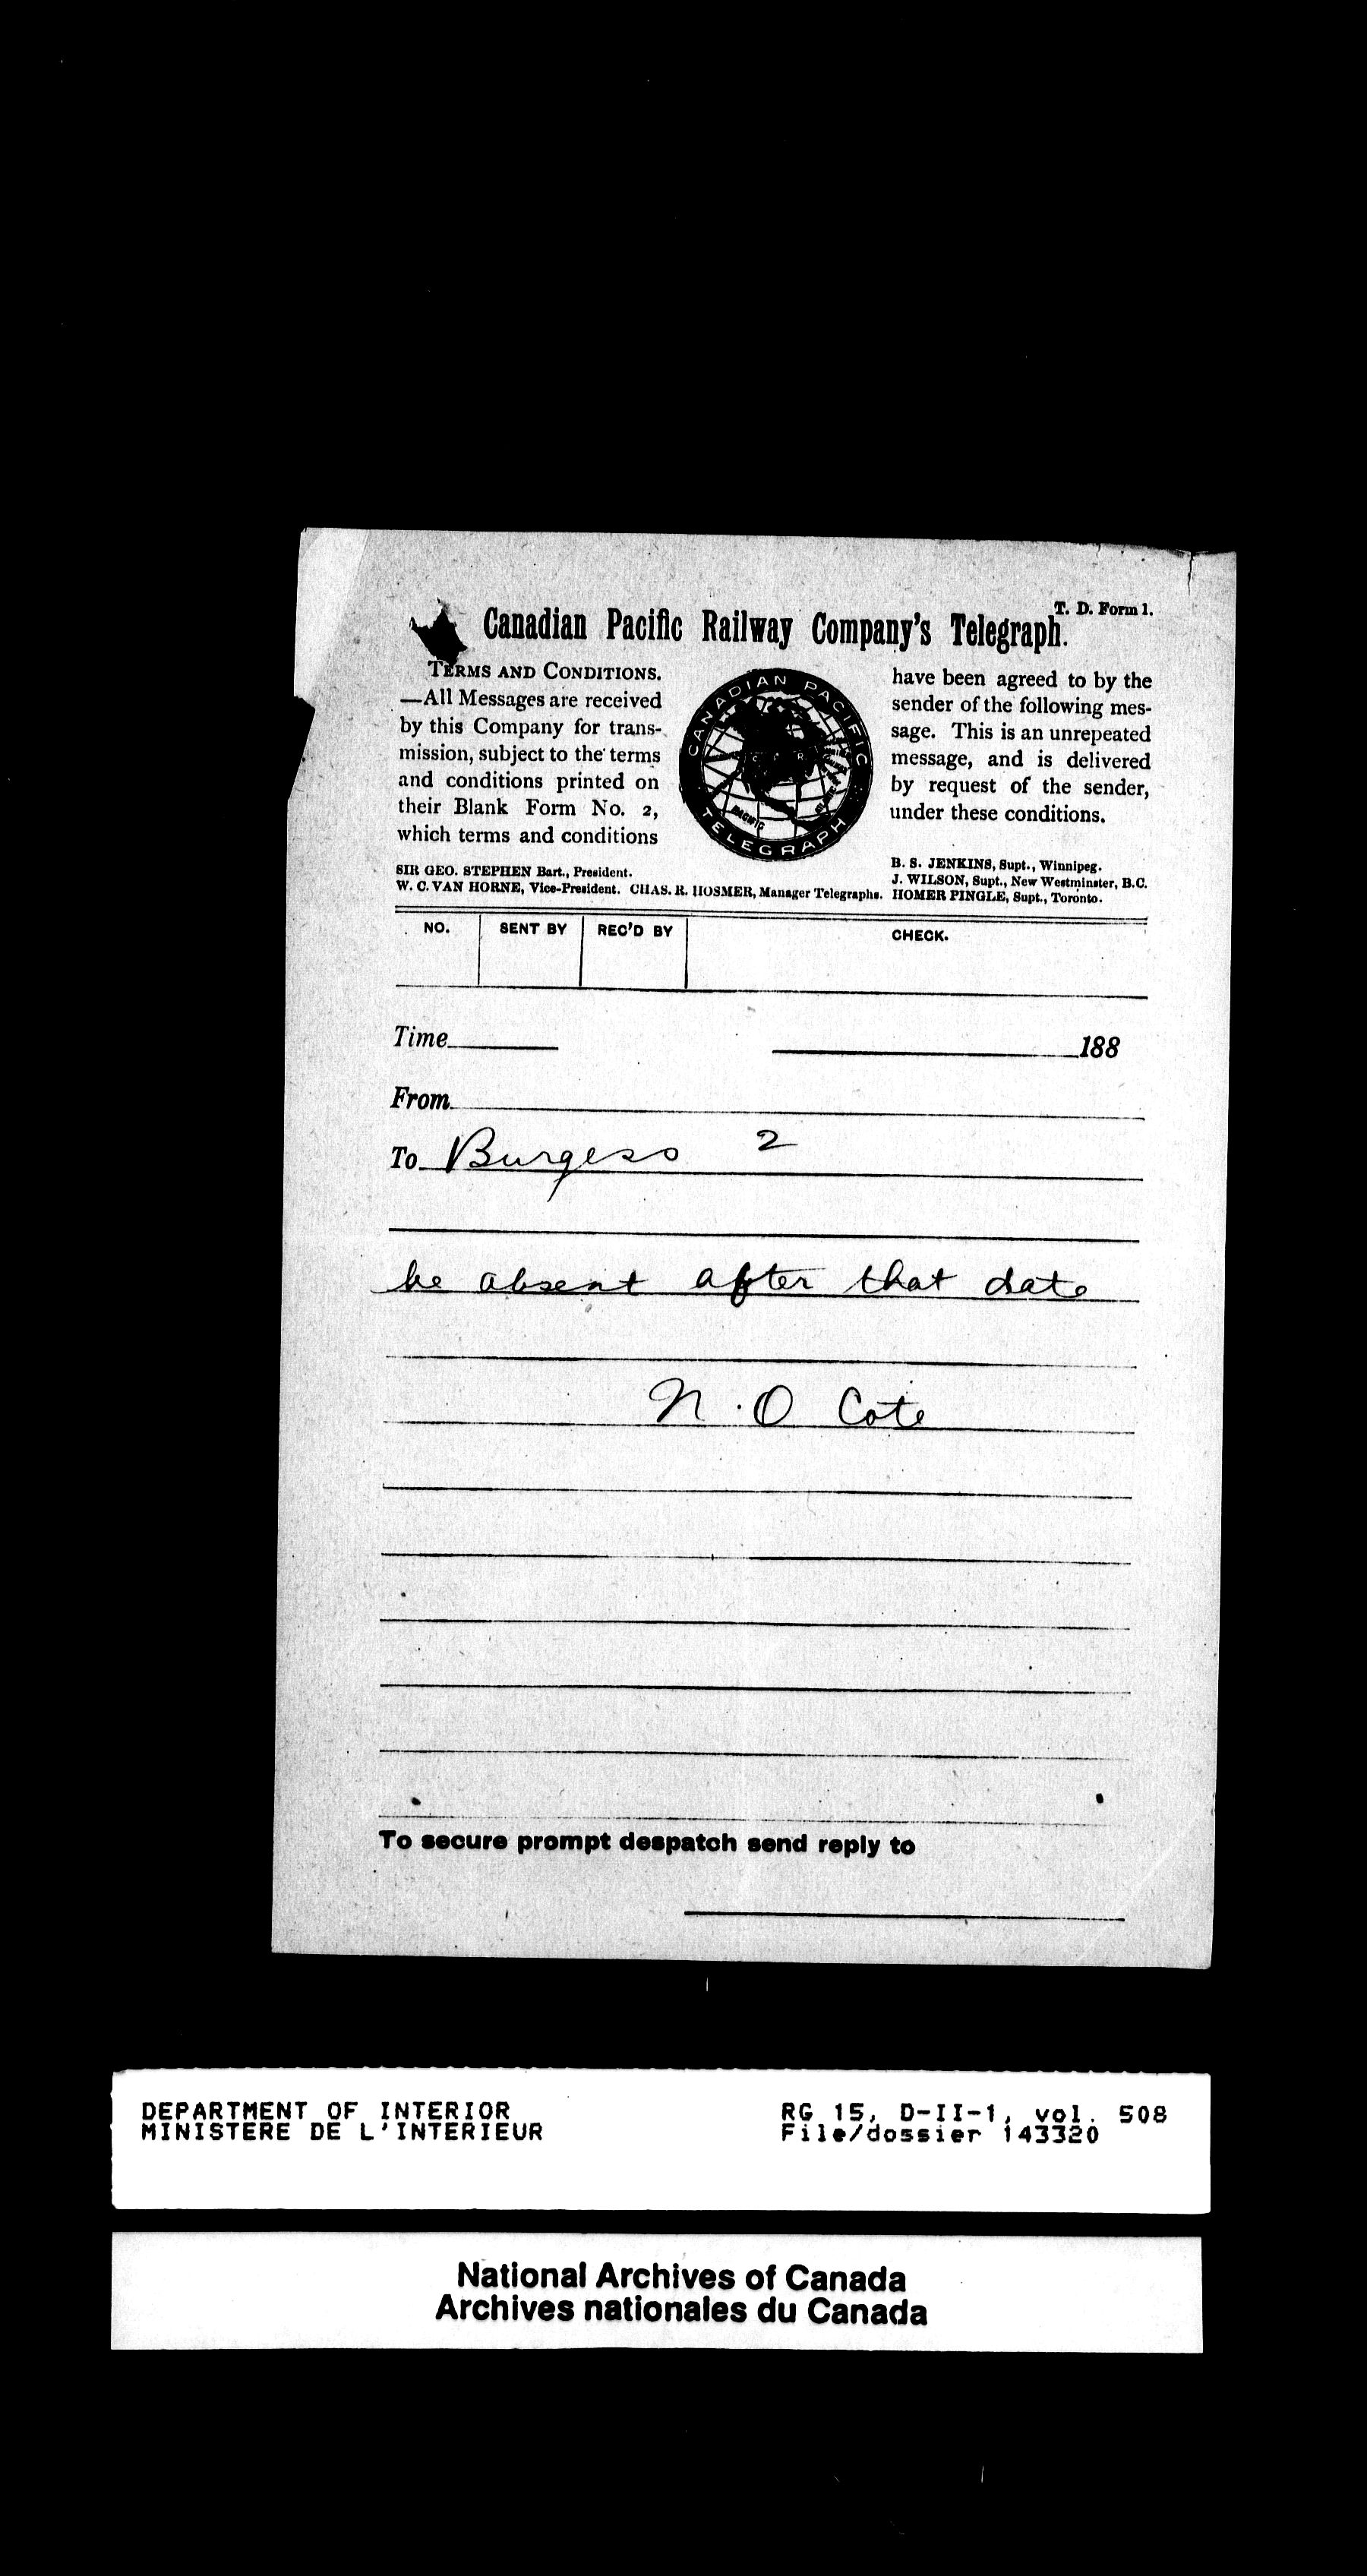 T. D. Form 1.
Canadian Pacific Railway Company's Telegraph.
TERMS AND CONDITIONS.
—All Messages are received
by this Company for trans-
mission, subject to the terms
and conditions printed on
their Blank Form No. 2,
which terms and conditions
CANADIAN PACIFIC
TELEGRAPH
PACIFIC
have been agreed to by the
sender of the following mes-
sage. This is an unrepeated
message, and is delivered
by request of the sender,
under these conditions.
SIR GEO. STEPHEN Bart., President.
W. C. VAN HORNE, Vice-President. CHAS. R. HOSMER, Manager Telegraphs.
B. S. JENKINS, Supt., Winnipeg.
J. WILSON, Supt., New Westminster, B.C.
HOMER PINGLE, Supt., Toronto.
NO. SENT BY REC'D BY CHECK.
Time 188
From
To Burgess 2
be absent after that date
N. O Cote
To secure prompt despatch send reply to
DEPARTMENT OF INTERIOR
MINISTERE DE L'INTERIEUR
RG 15, D-II-1, vol. 508
File/dossier 143320
National Archives of Canada
Archives nationales du Canada